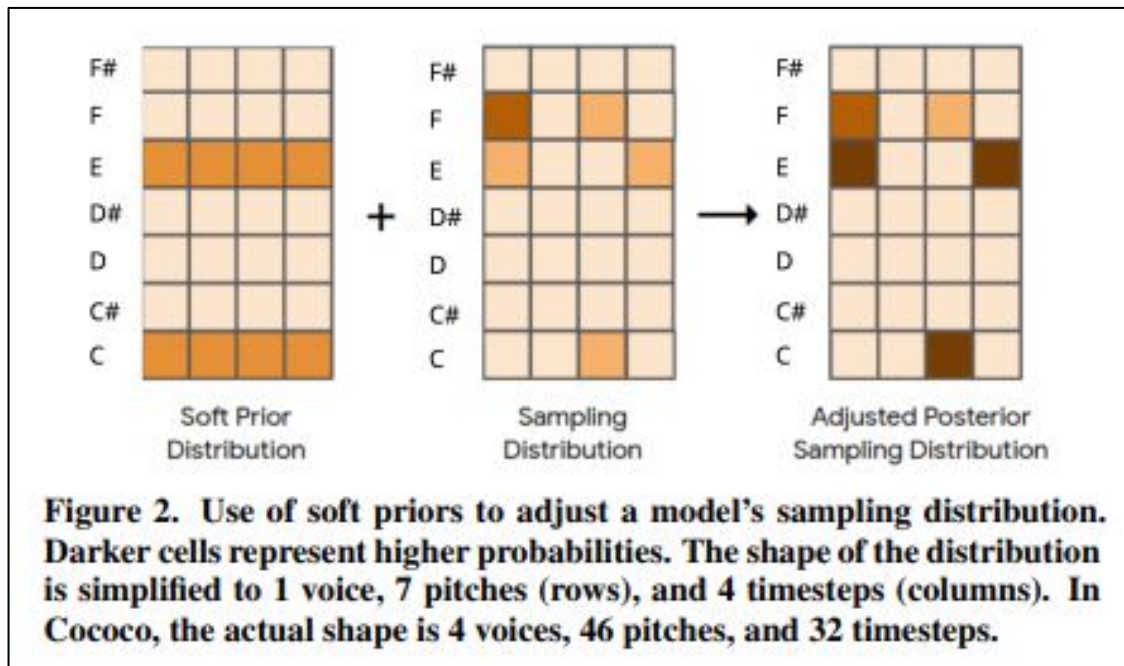 F#
F
E
D#
D
C#
C
Soft Prior
Distribution
+
F#
F
E
D#
D
C#
C
Sampling
Distribution
F#
F
E
D#
D
C#
C
Adjusted Posterior
Sampling Distribution
Figure 2. Use of soft priors to adjust a model’s sampling distribution.
Darker cells represent higher probabilities. The shape of the distribution
is simplified to 1 voice, 7 pitches (rows), and 4 timesteps (columns). In
Cococo, the actual shape is 4 voices, 46 pitches, and 32 timesteps.